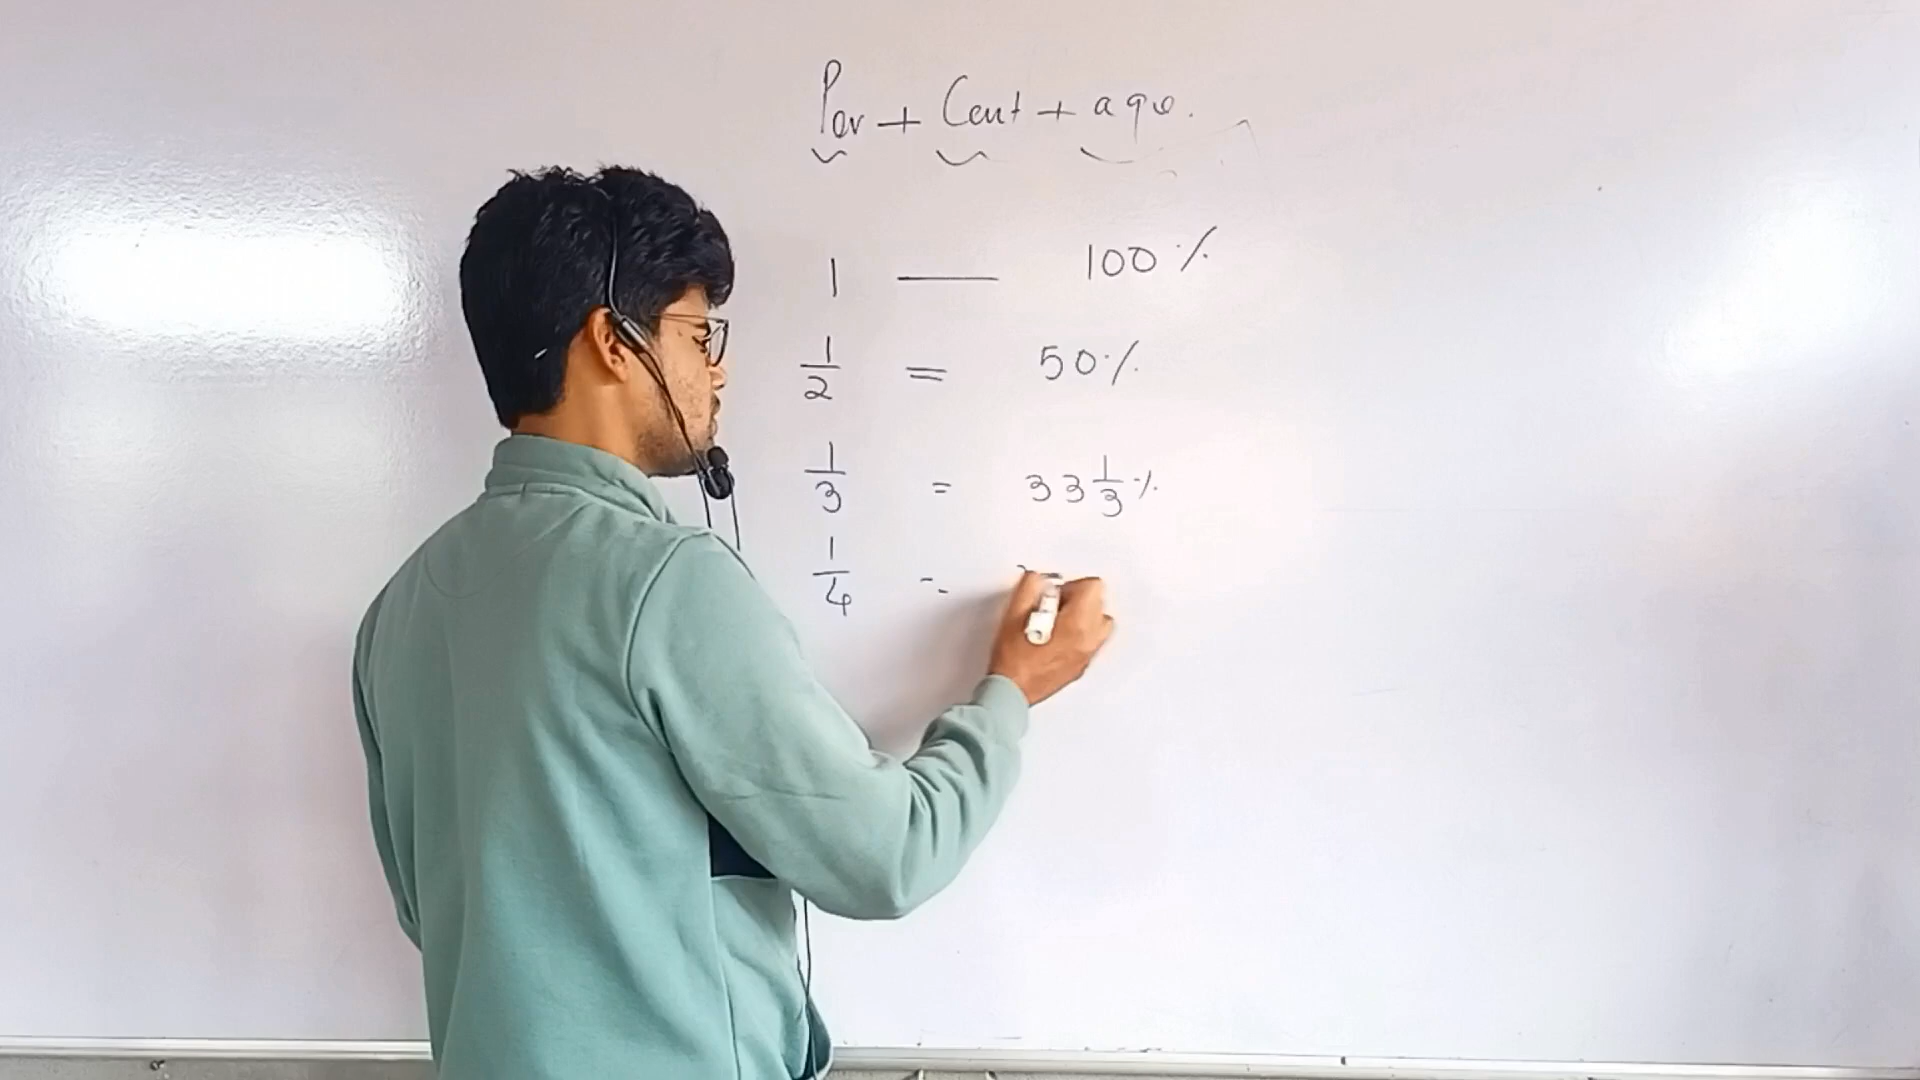 Per + Cent + age.
1 — 100 %
1/2 = 50 %
1/3 = 33 1/3 %
1/4 =